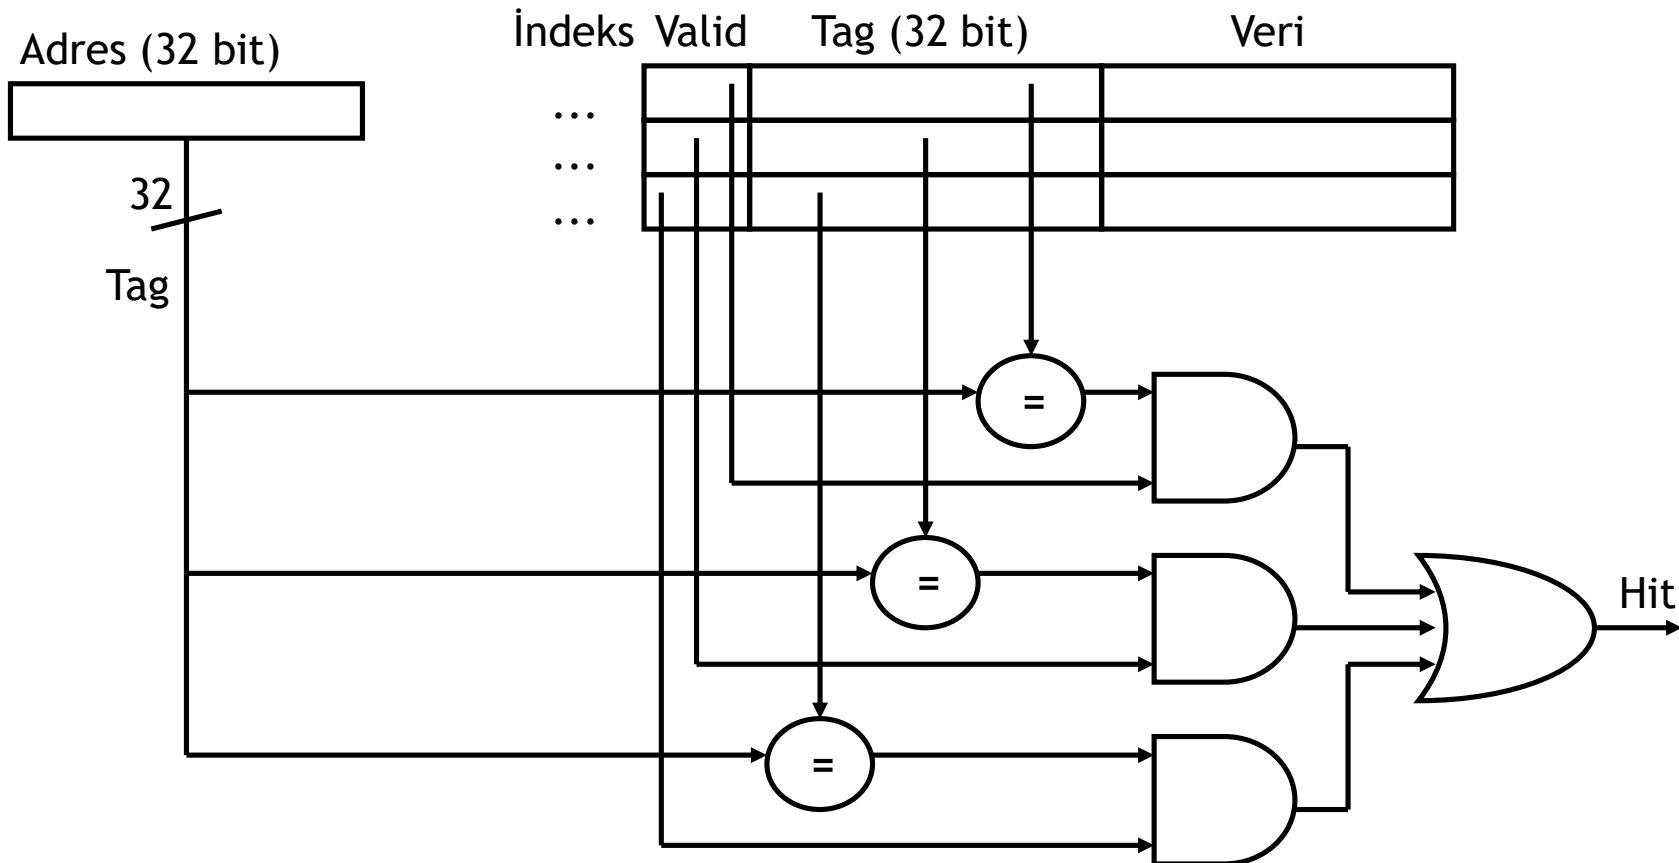 Adres (32 bit)
İndeks Valid Tag (32 bit) Veri
...
...
...
32
Tag
=
=
=
Hit